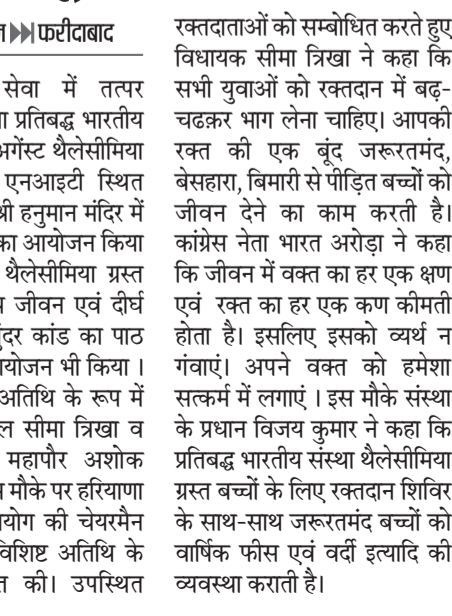 फरीदाबाद
सेवा में तत्पर
प्रतिबद्ध भारतीय
अगेंस्ट थैलेसीमिया
एनआइटी स्थित
श्री हनुमान मंदिर में
का आयोजन किया
थैलेसीमिया ग्रस्त
जीवन एवं दीर्घ
कांड का पाठ
भी किया ।
अतिथि के रूप में
सीमा त्रिखा व
महापौर अशोक
मौके पर हरियाणा
की चेयरमैन
विशिष्ट अतिथि के
की। उपस्थित
रक्तदाताओं को सम्बोधित करते हुए
विधायक सीमा त्रिखा ने कहा कि
सभी युवाओं को रक्तदान में बढ़-
चढक़र भाग लेना चाहिए। आपकी
रक्त की एक बूंद जरूरतमंद,
बेसहारा, बिमारी से पीड़ित बच्चों को
जीवन देने का काम करती है।
कांग्रेस नेता भारत अरोड़ा ने कहा
कि जीवन में वक्त का हर एक क्षण
एवं रक्त का हर एक कण कीमती
होता है। इसलिए इसको व्यर्थ न
गंवाएं। अपने वक्त को हमेशा
सत्कर्म में लगाएं । इस मौके संस्था
के प्रधान विजय कुमार ने कहा कि
प्रतिबद्ध भारतीय संस्था थैलेसीमिया
ग्रस्त बच्चों के लिए रक्तदान शिविर
के साथ-साथ जरूरतमंद बच्चों को
वार्षिक फीस एवं वर्दी इत्यादि की
व्यवस्था कराती है।